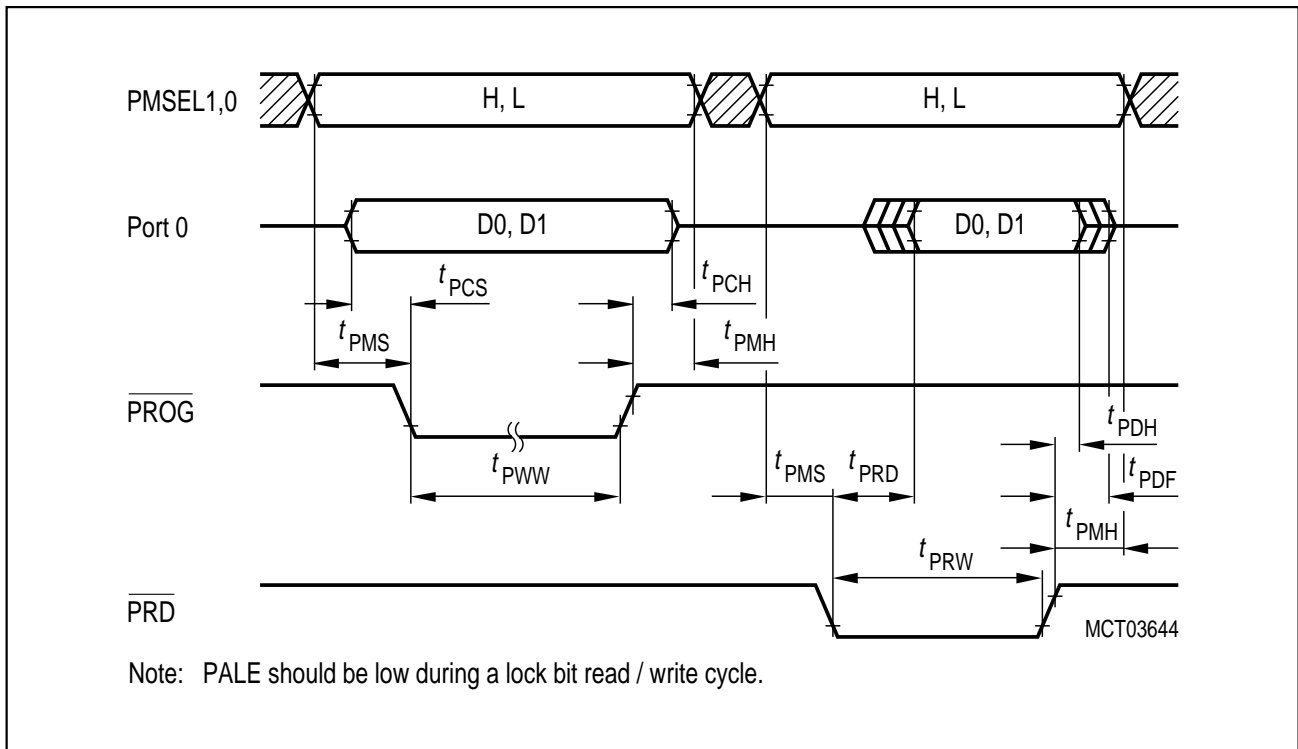 PMSEL1,0
H, L
H, L
Port 0
D0, D1
D0, D1
tPCS
tPCH
tPMS
tPMH
PROG
tPDH
tPWW
tPMS
tPRD
tPDF
tPMH
tPRW
PRD
MCT03644
Note: PALE should be low during a lock bit read / write cycle.